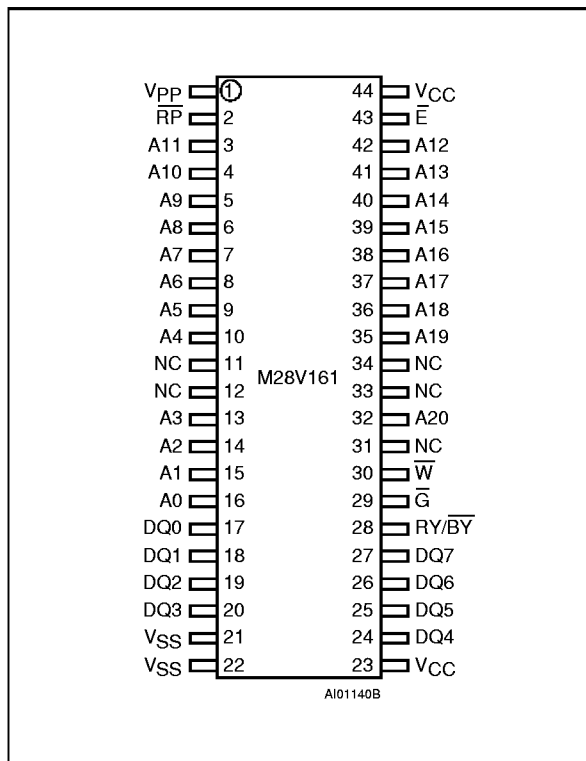 VPP 1 44 VCC
R̅P̅ 2 43 E̅
A11 3 42 A12
A10 4 41 A13
A9 5 40 A14
A8 6 39 A15
A7 7 38 A16
A6 8 37 A17
A5 9 36 A18
A4 10 35 A19
NC 11 34 NC
M28V161
NC 12 33 NC
A3 13 32 A20
A2 14 31 NC
A1 15 30 W̅
A0 16 29 G̅
DQ0 17 28 RY/B̅Y̅
DQ1 18 27 DQ7
DQ2 19 26 DQ6
DQ3 20 25 DQ5
VSS 21 24 DQ4
VSS 22 23 VCC
AI01140B